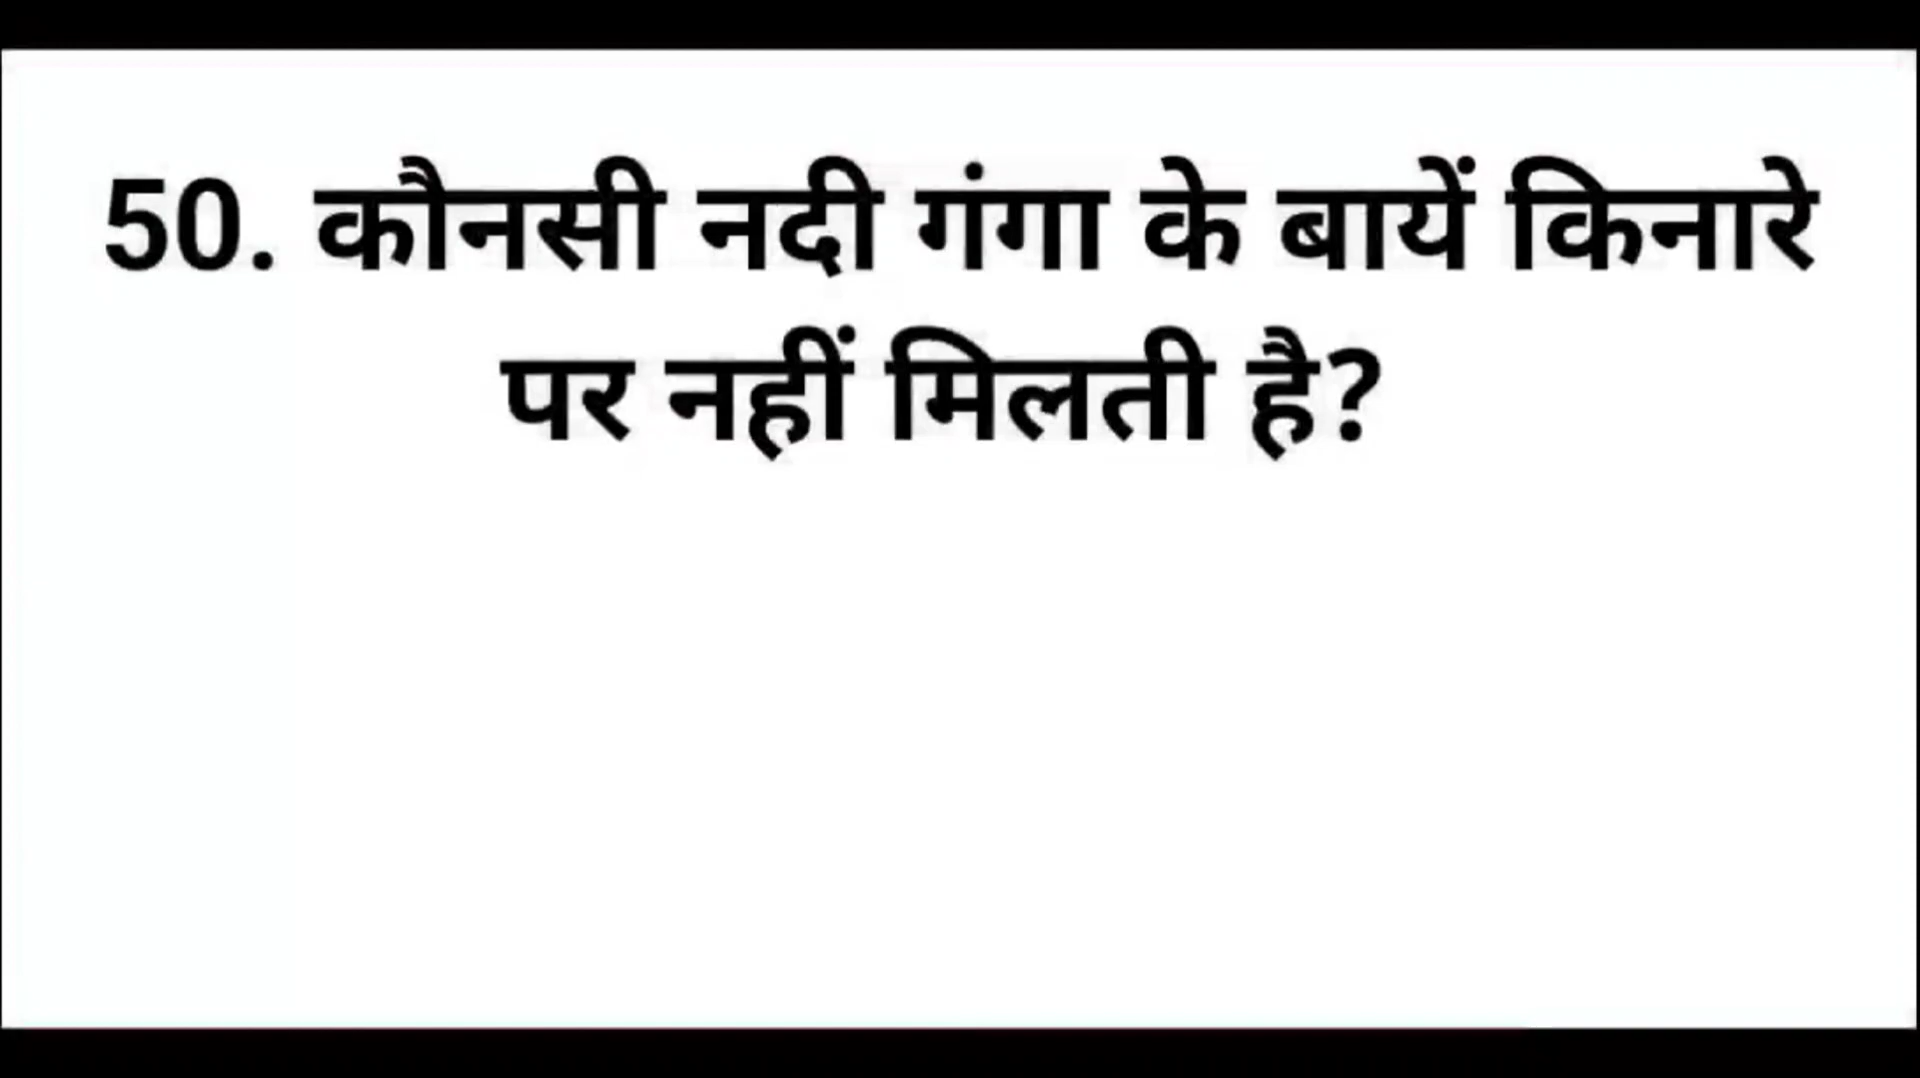 50. कौनसी नदी गंगा के बायें किनारे
पर नहीं मिलती है?